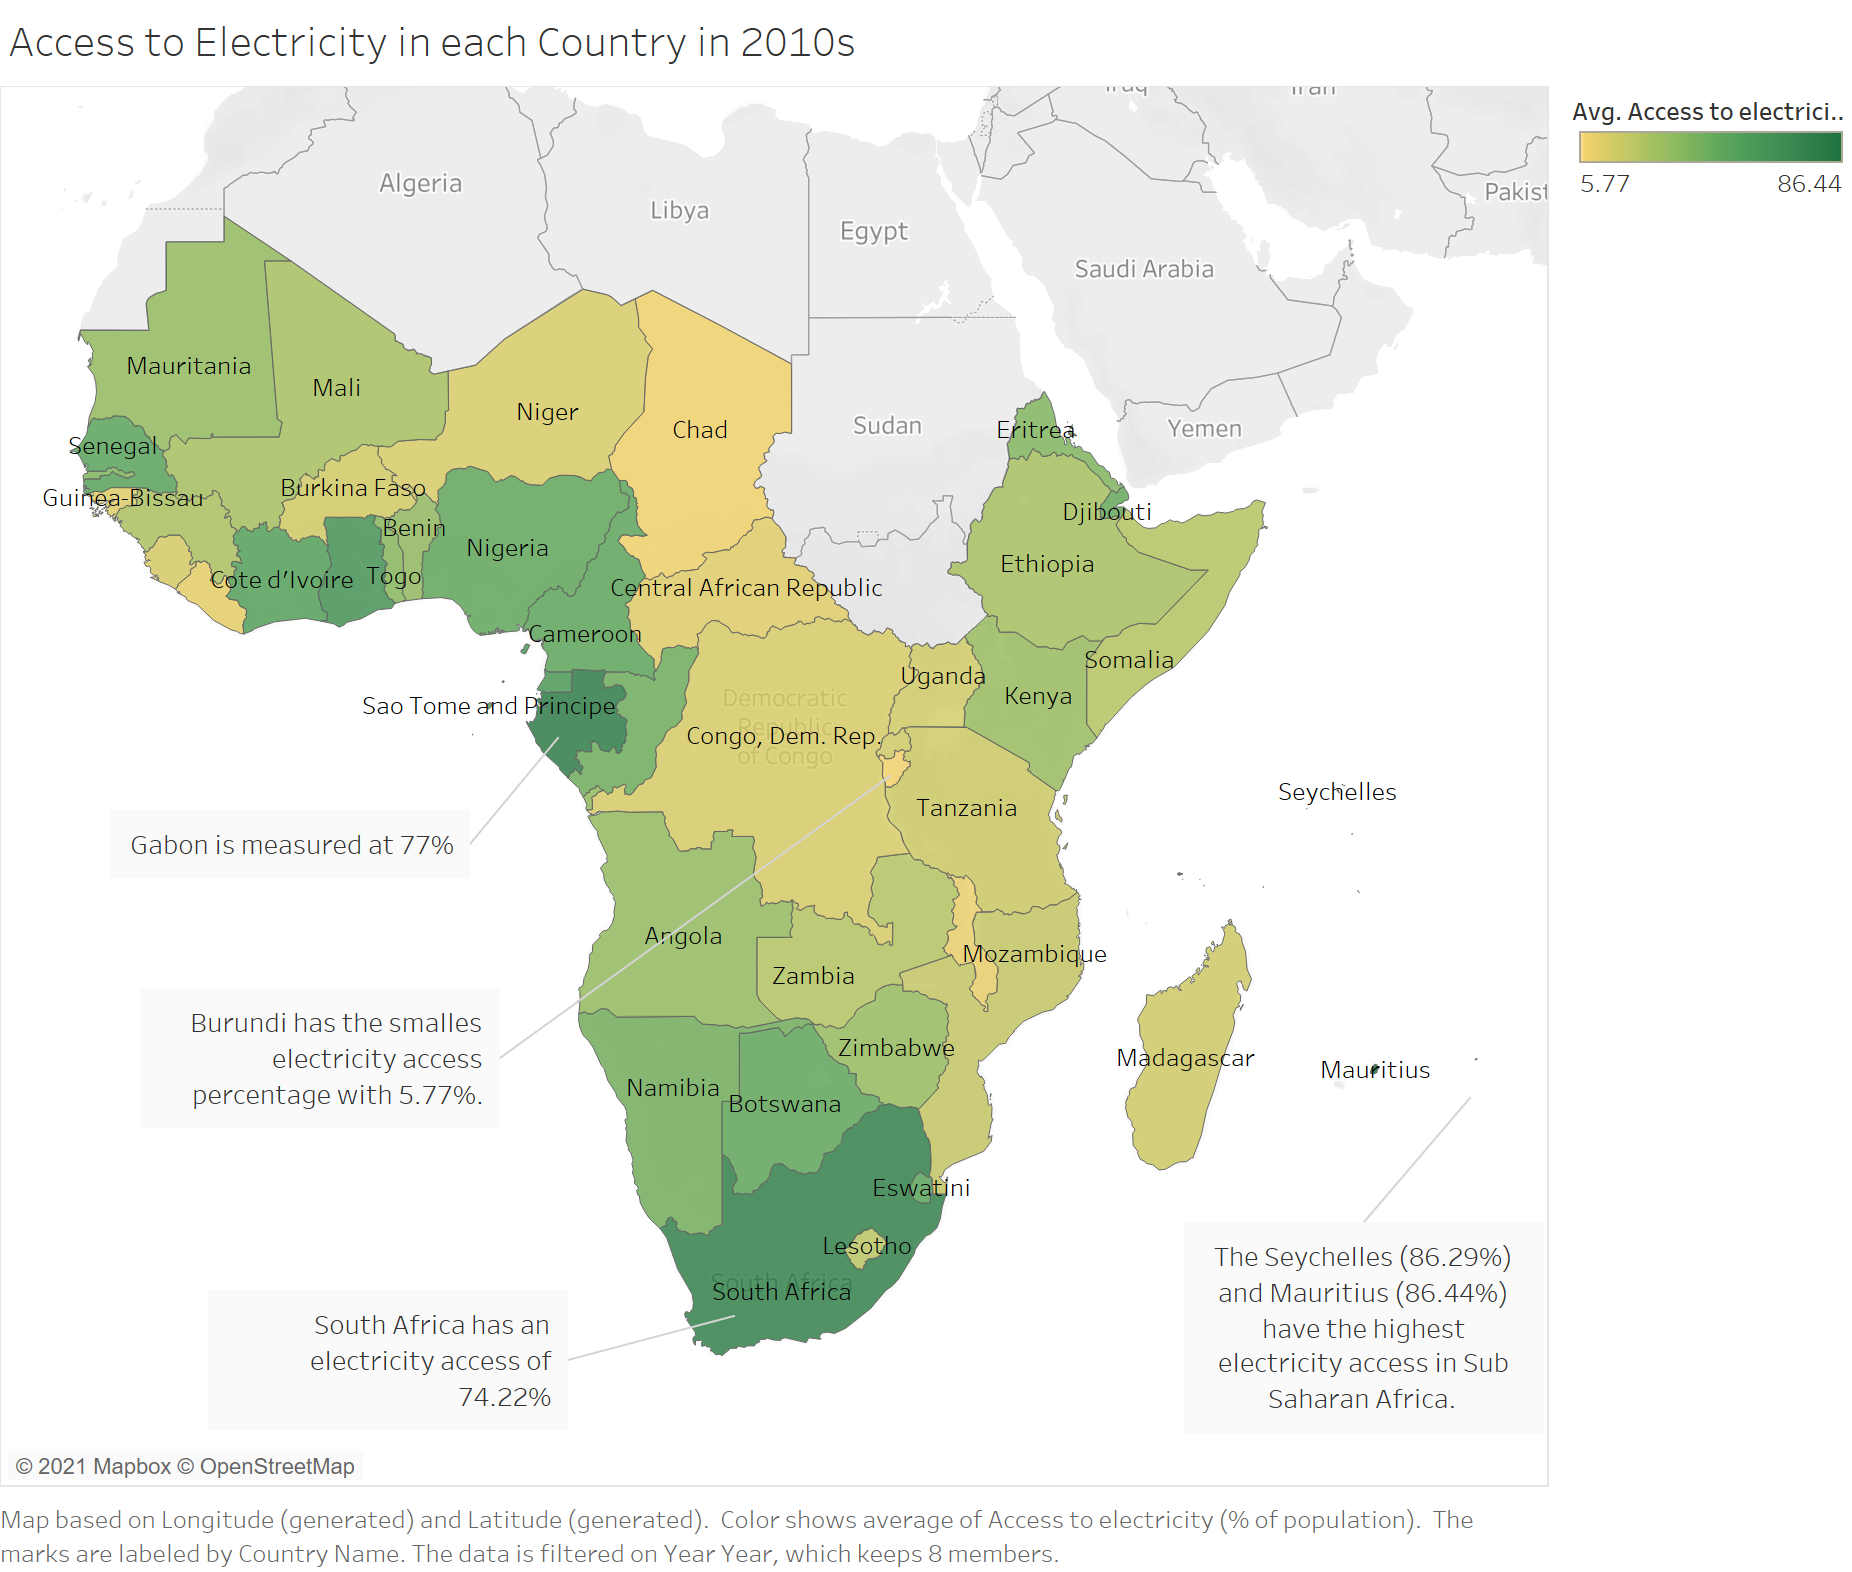 Access to Electricity in each Country in 2010s
Avg. Access to electrici..
5.77 86.44
Iraq
Iran
Algeria
Libya
Egypt
Saudi Arabia
Pakist
Mauritania
Mali
Niger
Chad
Sudan
Eritrea
Yemen
Senegal
Burkina Faso
Guinea-Bissau
Djibouti
Benin
Nigeria
Ethiopia
Cote d'Ivoire
Togo
Central African Republic
Cameroon
Somalia
Uganda
Kenya
Sao Tome and Principe
Democratic
Republic
of Congo
Congo, Dem. Rep.
Seychelles
Tanzania
Gabon is measured at 77%
Angola
Mozambique
Zambia
Burundi has the smalles
electricity access
percentage with 5.77%.
Zimbabwe
Madagascar
Mauritius
Namibia
Botswana
Eswatini
Lesotho
South Africa
South Africa
The Seychelles (86.29%)
and Mauritius (86.44%)
have the highest
electricity access in Sub
Saharan Africa.
South Africa has an
electricity access of
74.22%
© 2021 Mapbox © OpenStreetMap
Map based on Longitude (generated) and Latitude (generated).  Color shows average of Access to electricity (% of population).  The
marks are labeled by Country Name. The data is filtered on Year Year, which keeps 8 members.